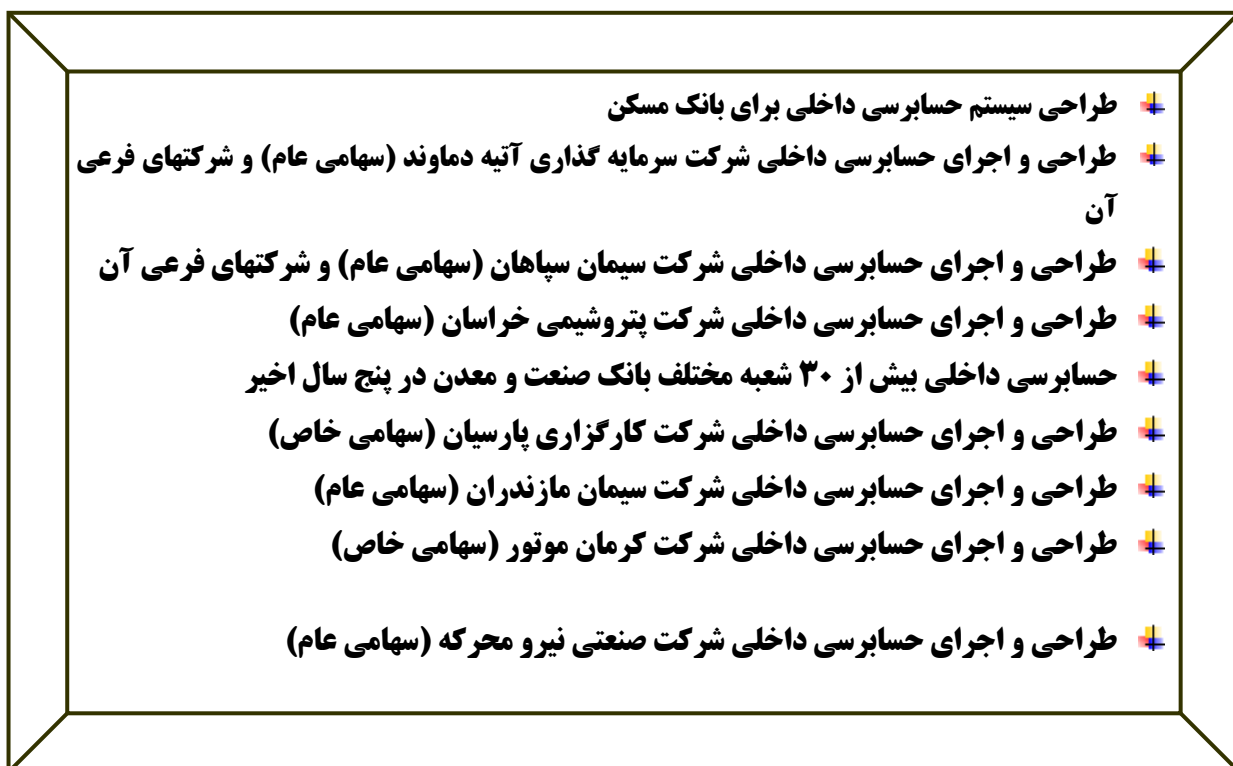 طراحی سیستم حسابرسی داخلی برای بانک مسکن
طراحی و اجرای حسابرسی داخلی شرکت سرمایه گذاری آتیه دماوند (سهامی عام) و شرکتهای فرعی
آن
طراحی و اجرای حسابرسی داخلی شرکت سیمان سپاهان (سهامی عام) و شرکتهای فرعی آن
طراحی و اجرای حسابرسی داخلی شرکت پتروشیمی خراسان (سهامی عام)
حسابرسی داخلی بیش از ۳۰ شعبه مختلف بانک صنعت و معدن در پنج سال اخیر
طراحی و اجرای حسابرسی داخلی شرکت کارگزاری پارسیان (سهامی خاص)
طراحی و اجرای حسابرسی داخلی شرکت سیمان مازندران (سهامی عام)
طراحی و اجرای حسابرسی داخلی شرکت کرمان موتور (سهامی خاص)
طراحی و اجرای حسابرسی داخلی شرکت صنعتی نیرو محرکه (سهامی عام)